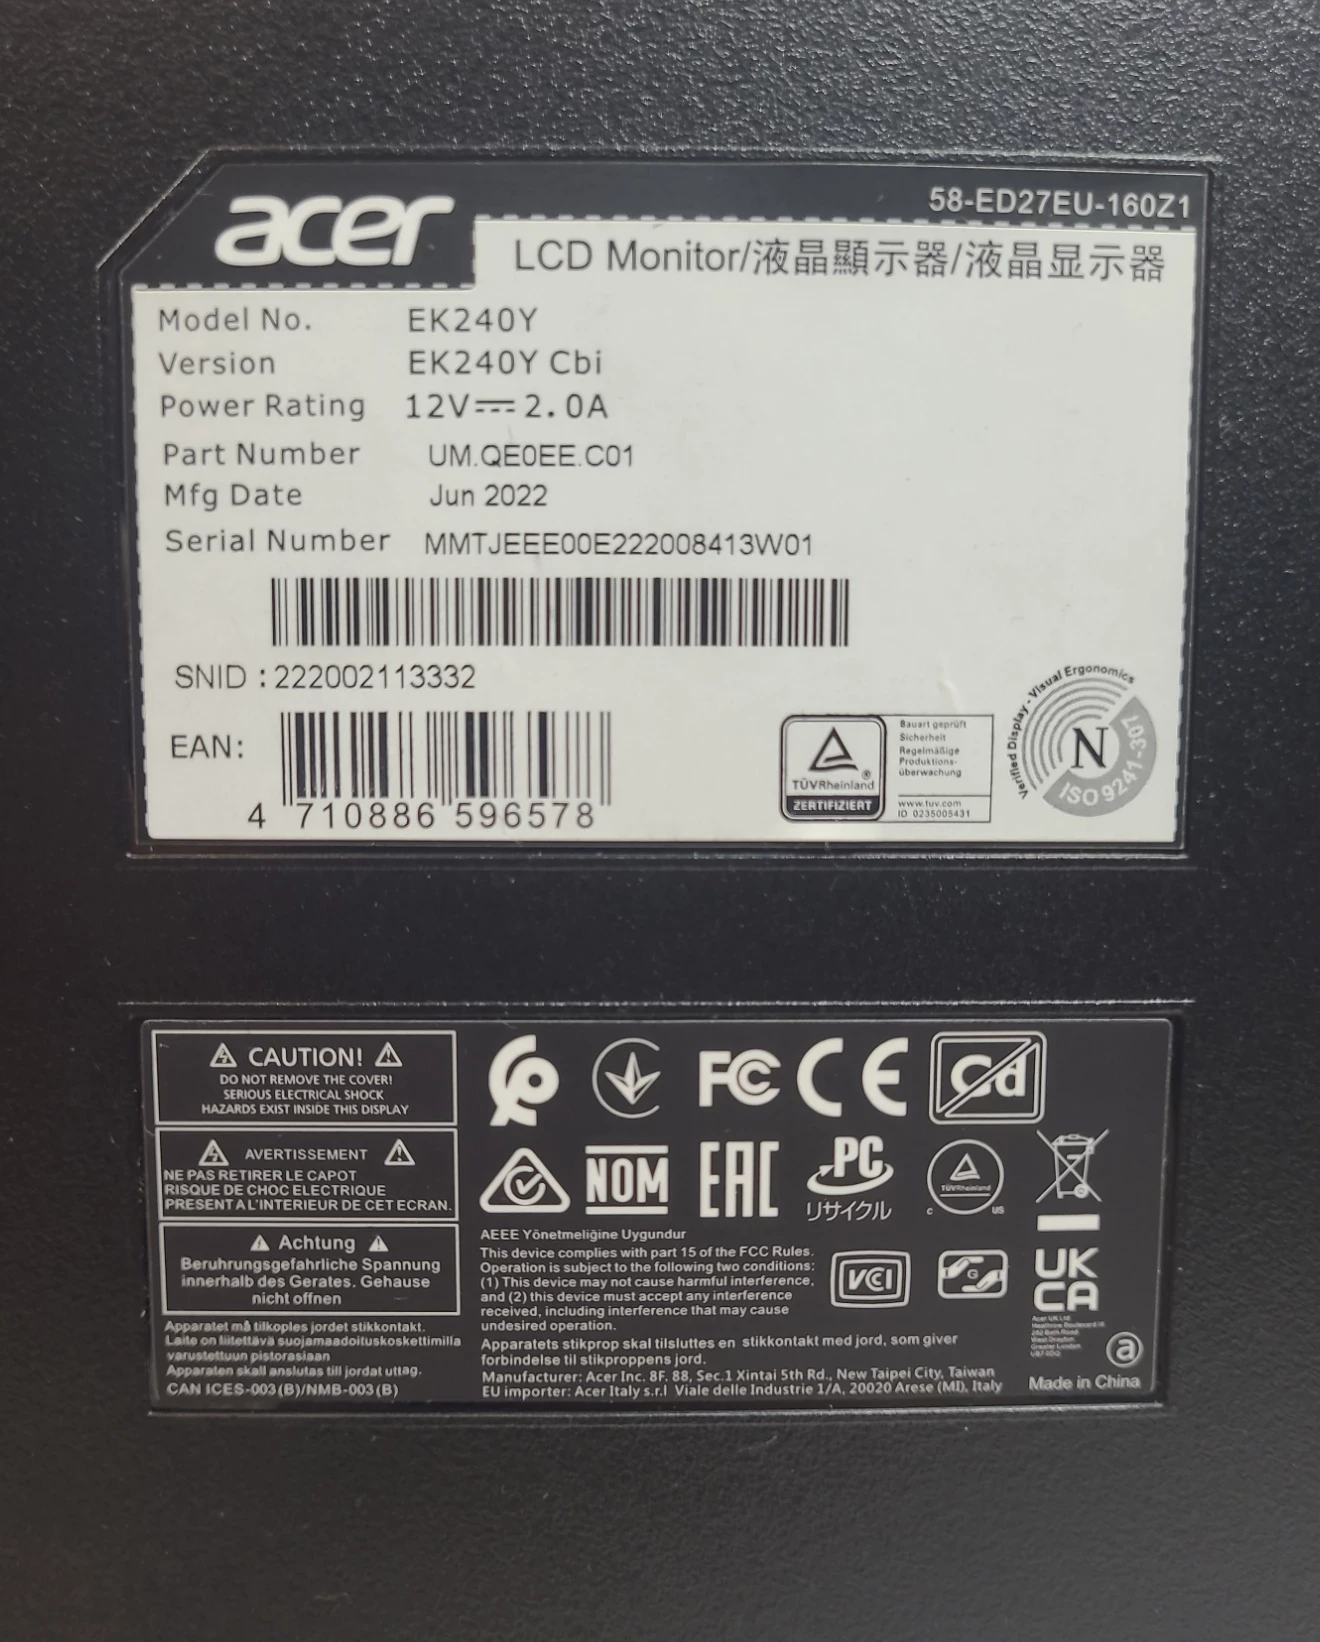 acer
58-ED27EU-160Z1
LCD Monitor/液晶顯示器/液晶显示器
Model No. EK240Y
Version EK240Y Cbi
Power Rating 12V⎓2.0A
Part Number UM.QE0EE.C01
Mfg Date Jun 2022
Serial Number MMTJEEE00E222008413W01
SNID : 222002113332
EAN:
4 710886 596578
TÜVRheinland
ZERTIFIZIERT
Bauart geprüft
Sicherheit
Regelmäßige
Produktions-
überwachung
www.tuv.com
ID 0235005431
Verified Display - Visual Ergonomics
N
ISO 9241-307
CAUTION!
DO NOT REMOVE THE COVER!
SERIOUS ELECTRICAL SHOCK
HAZARDS EXIST INSIDE THIS DISPLAY
AVERTISSEMENT
NE PAS RETIRER LE CAPOT
RISQUE DE CHOC ELECTRIQUE
PRESENT A L'INTERIEUR DE CET ECRAN.
Achtung
Beruhrungsgefahrliche Spannung
innerhalb des Gerates. Gehause
nicht offnen
Apparatet må tilkoples jordet stikkontakt.
Laite on liitettävä suojamaadoituskoskettimilla
varustettuun pistorasiaan
Apparaten skall anslutas till jordat uttag.
CAN ICES-003(B)/NMB-003(B)
FC CE Cd
NOM EAC PC
リサイクル
TÜVRheinland
c US
AEEE Yönetmeliğine Uygundur
This device complies with part 15 of the FCC Rules.
Operation is subject to the following two conditions:
(1) This device may not cause harmful interference,
and (2) this device must accept any interference
received, including interference that may cause
undesired operation.
VCCI
G
UK
CA
Acer UK Ltd
Apparatets stikprop skal tilsluttes en stikkontakt med jord, som giver
forbindelse til stikproppens jord.
Manufacturer: Acer Inc. 8F. 88, Sec.1 Xintai 5th Rd., New Taipei City, Taiwan
EU importer: Acer Italy s.r.l Viale delle Industrie 1/A, 20020 Arese (MI), Italy
a
Made in China